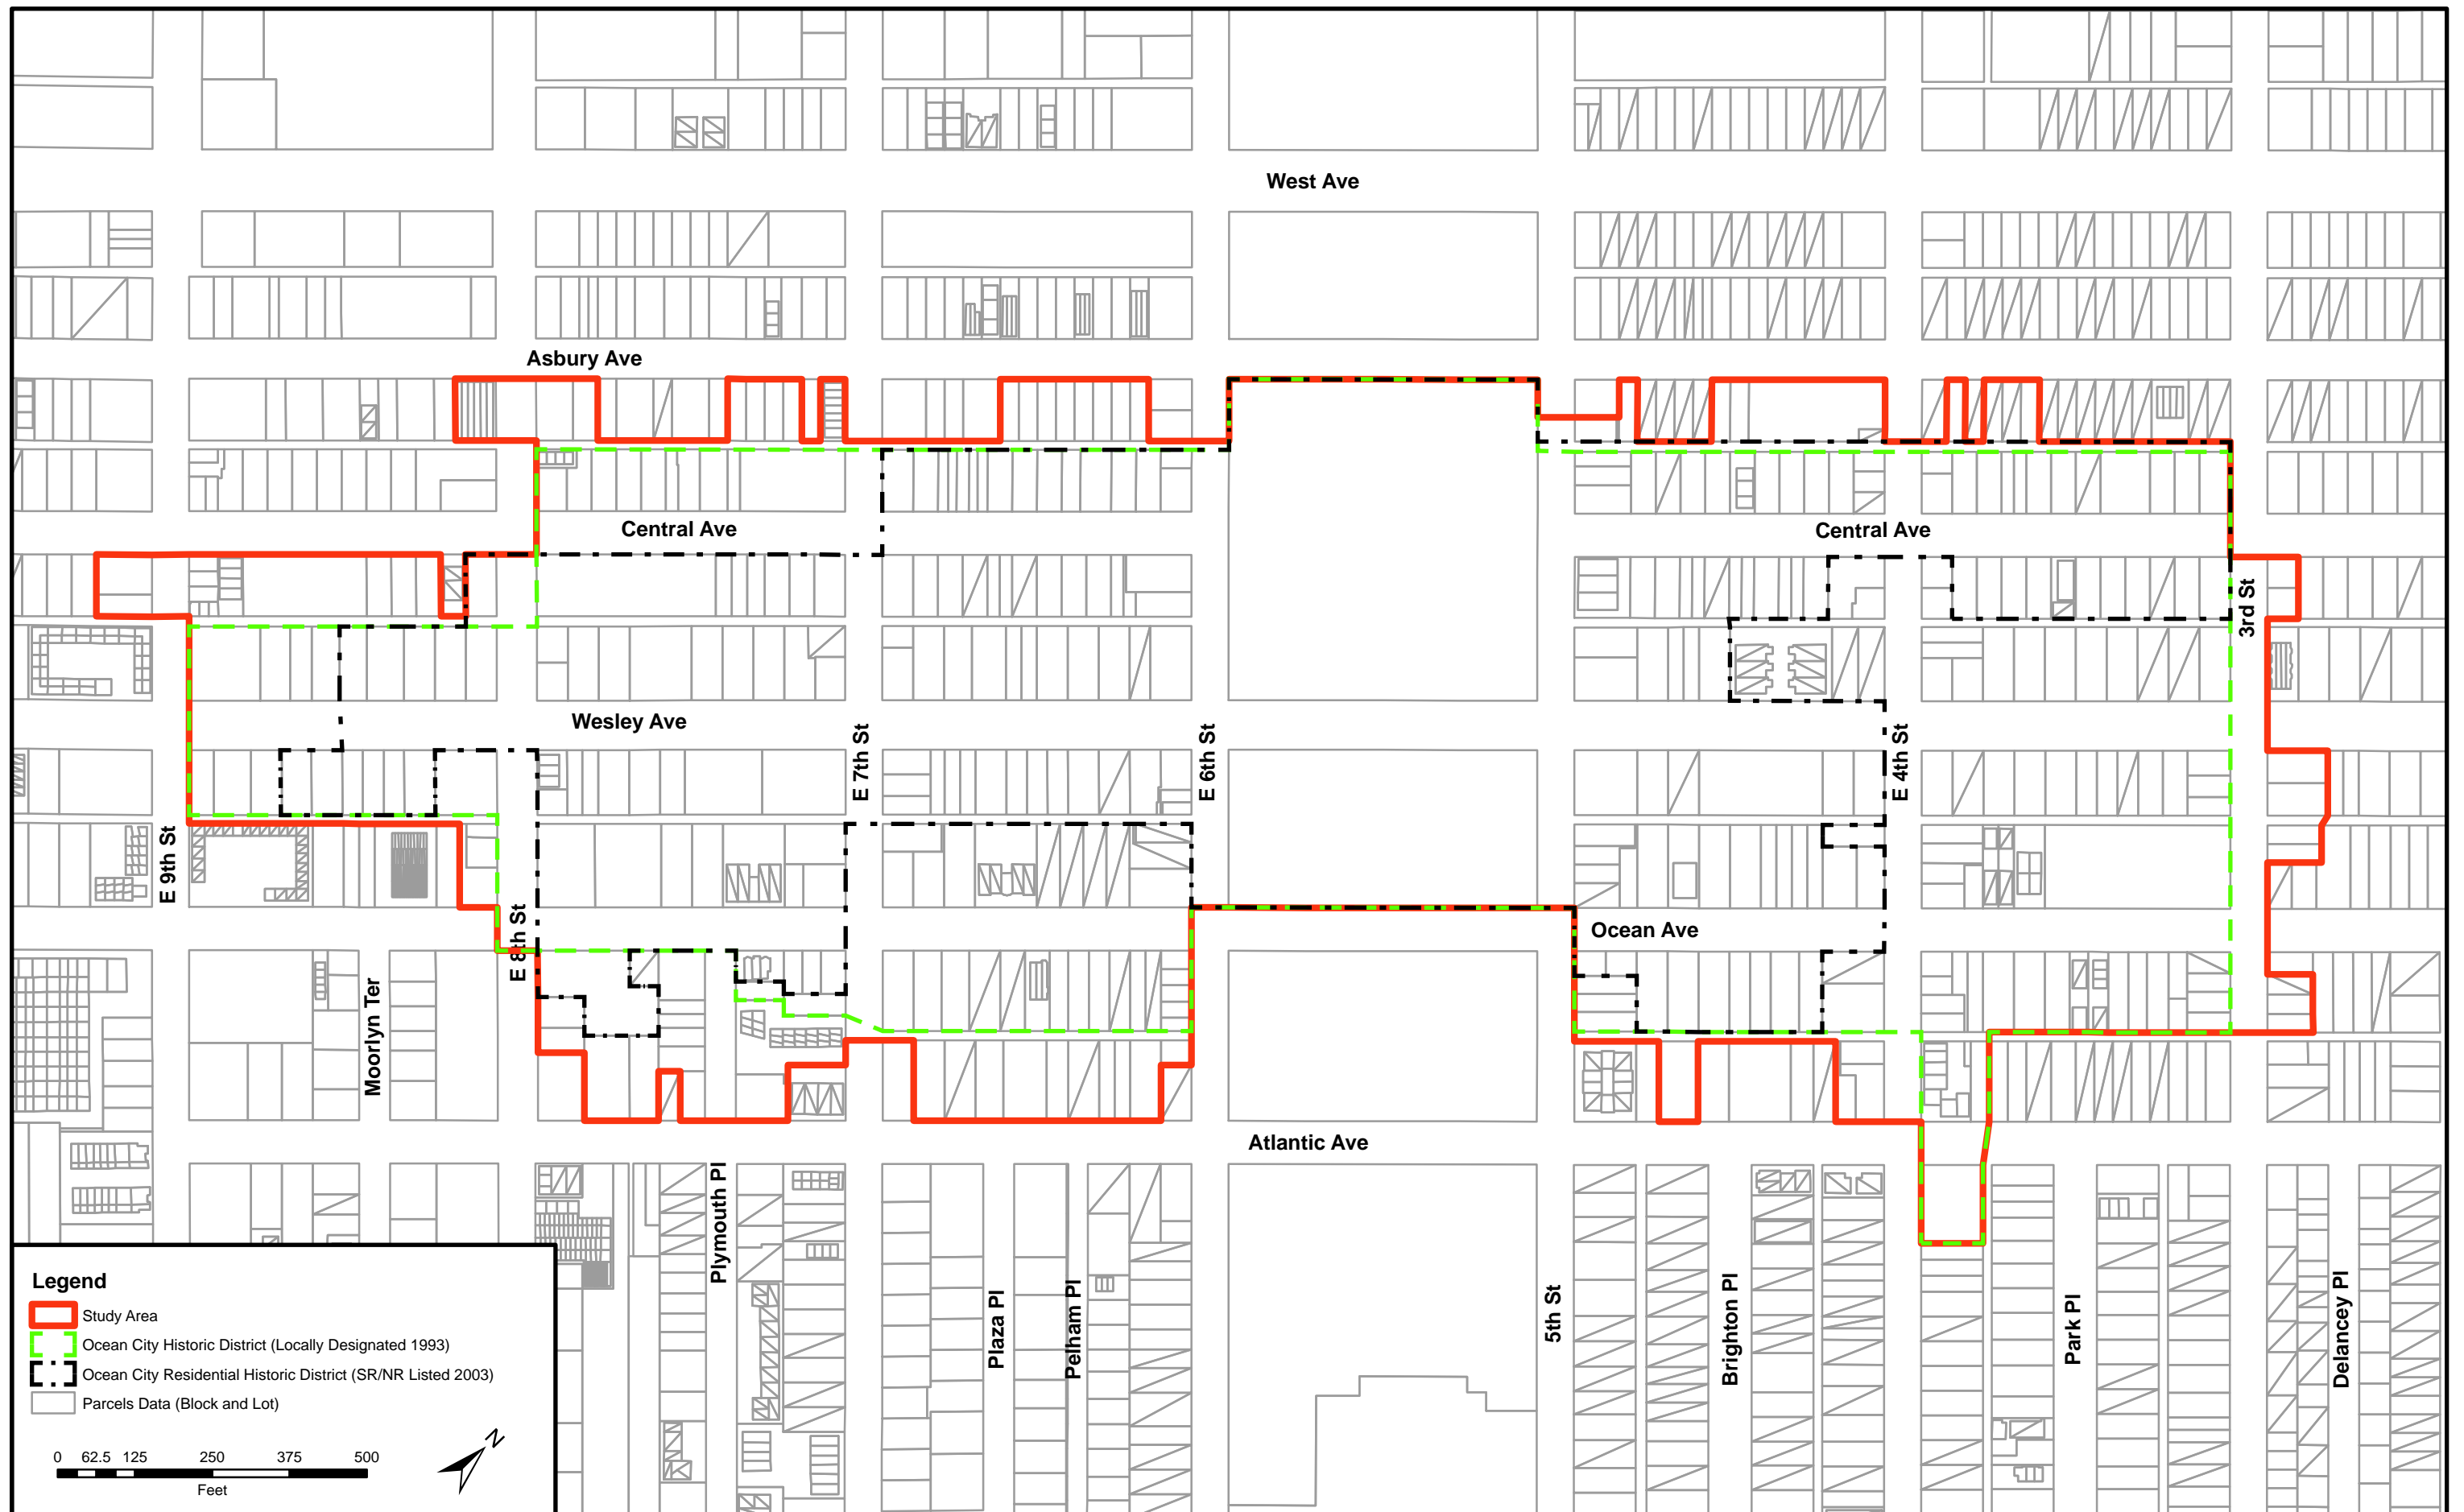 West Ave
Asbury Ave
Central Ave
Central Ave
3rd St
Wesley Ave
E 7th St
E 6th St
E 4th St
E 9th St
E 8th St
Ocean Ave
Moorlyn Ter
Atlantic Ave
Plymouth Pl
Plaza Pl
Pelham Pl
5th St
Brighton Pl
Park Pl
Delancey Pl
Legend
Study Area
Ocean City Historic District (Locally Designated 1993)
Ocean City Residential Historic District (SR/NR Listed 2003)
Parcels Data (Block and Lot)
0 62.5 125 250 375 500
Feet
N